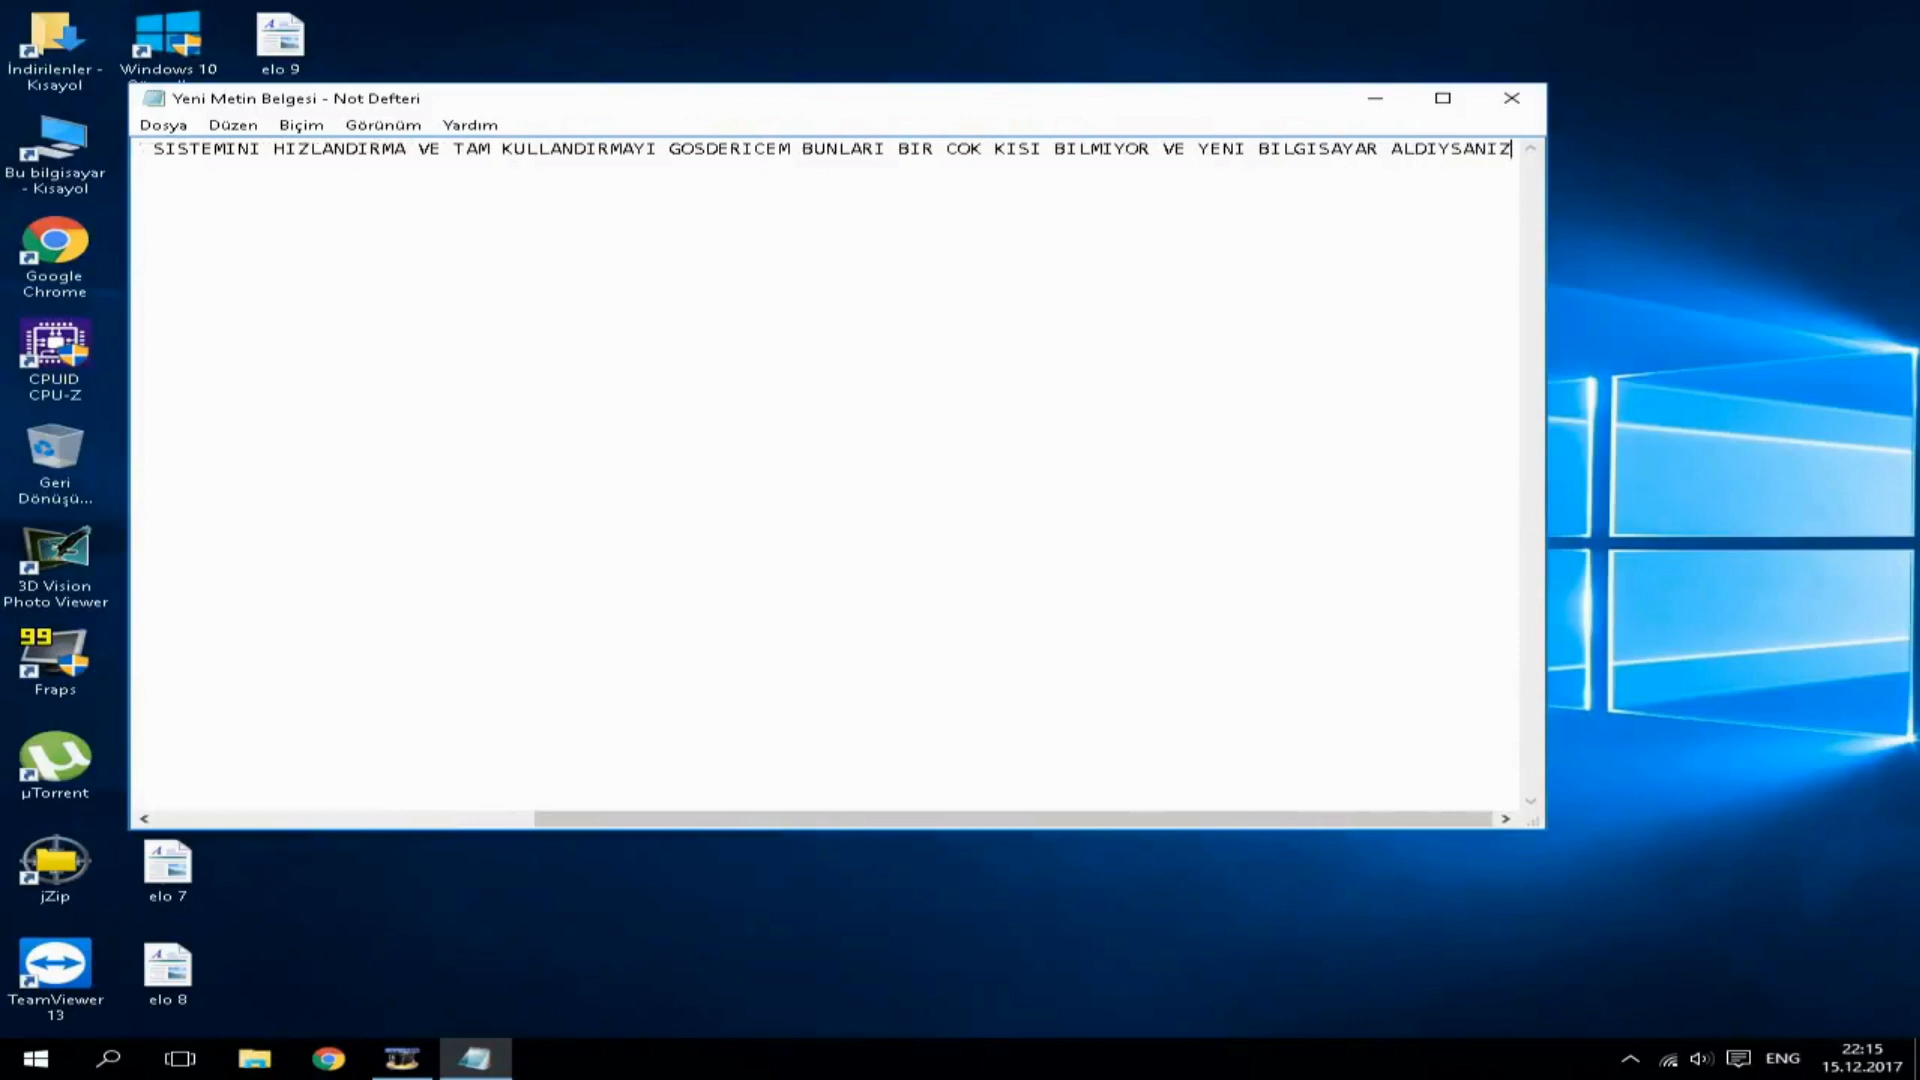 İndirilenler -
Kısayol
Windows 10
elo 9
Yeni Metin Belgesi - Not Defteri
Dosya Düzen Biçim Görünüm Yardım
SISTEMINI HIZLANDIRMA VE TAM KULLANDIRMAYI GOSDERICEM BUNLARI BIR COK KISI BILMIYOR VE YENI BILGISAYAR ALDIYSANIZ
Bu bilgisayar
- Kısayol
Google
Chrome
CPUID
CPU-Z
Geri
Dönüşü...
3D Vision
Photo Viewer
99
Fraps
µTorrent
jZip
elo 7
TeamViewer
13
elo 8
ENG
22:15
15.12.2017